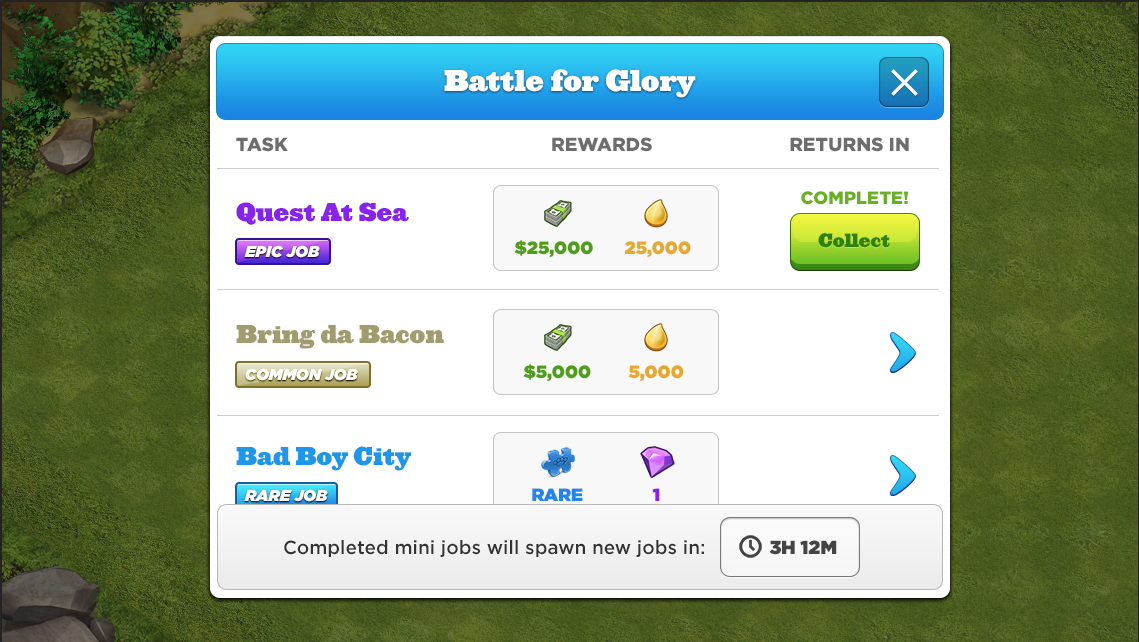 Battle for Glory
TASK
REWARDS
RETURNS IN
Quest At Sea
EPIC JOB
$25,000
25,000
COMPLETE!
Collect
Bring da Bacon
COMMON JOB
$5,000
5,000
Bad Boy City
RARE JOB
RARE
1
Completed mini jobs will spawn new jobs in:
3H 12M